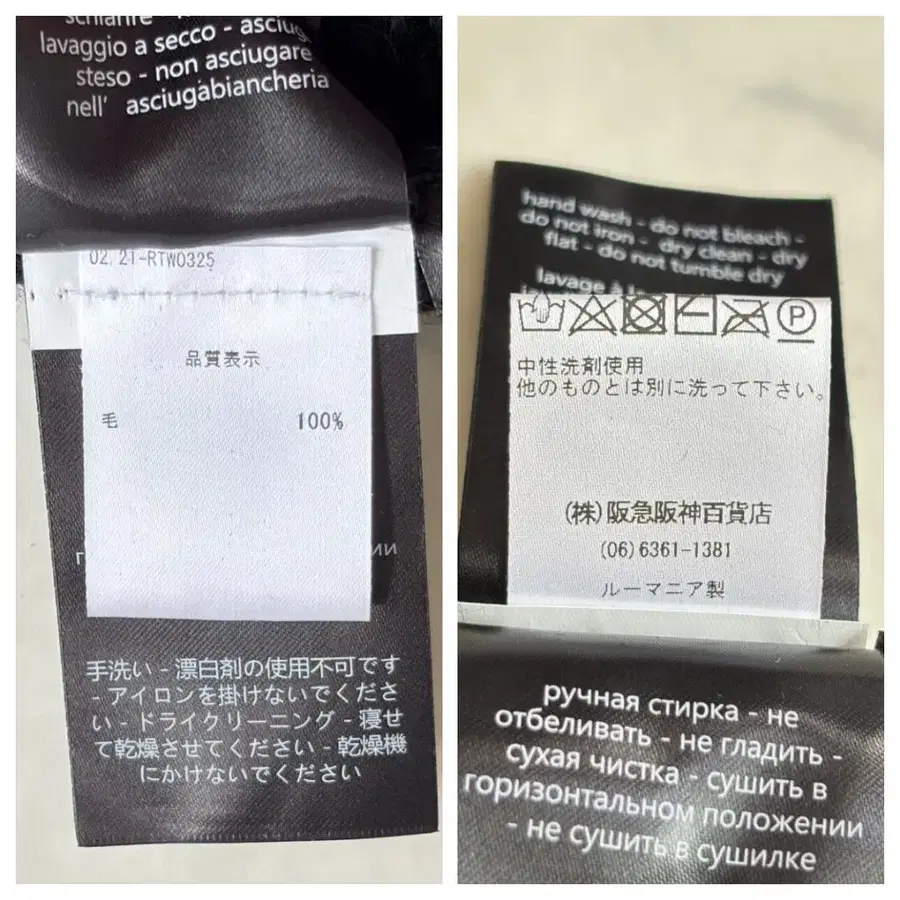 lavaggio a secco - asciug
steso - non asciugare
nell' asciugabiancheria
02 21-RTW0325
品質表示
毛 100%
手洗い - 漂白剤の使用不可です
- アイロンを掛けないでくださ
い - ドライクリーニング - 寝せ
て乾燥させてください - 乾燥機
にかけないでください
hand wash - do not bleach -
do not iron - dry clean - dry
flat - do not tumble dry
lavage à la
P
中性洗剤使用
他のものとは別に洗って下さい。
(株)阪急阪神百貨店
(06)6361-1381
ルーマニア製
ручная стирка - не
отбеливать - не гладить -
сухая чистка - сушить в
горизонтальном положении
- не сушить в сушилке